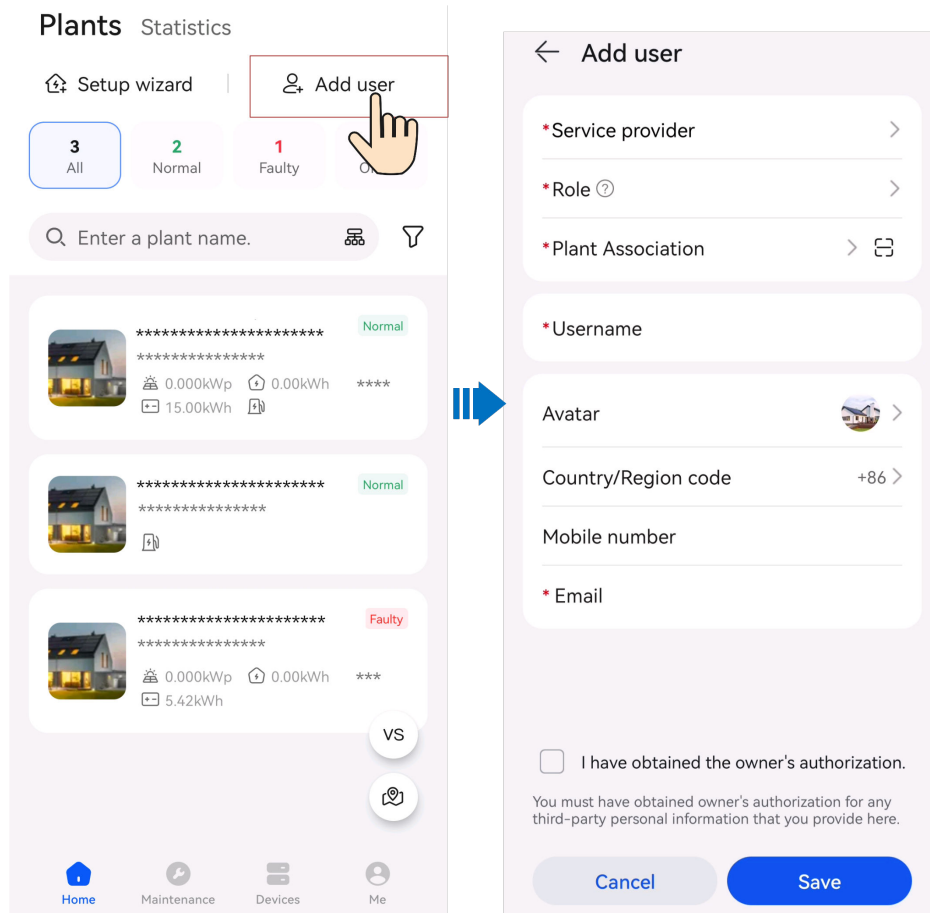 Plants Statistics
Setup wizard
Add user
3
All
2
Normal
1
Faulty
Enter a plant name.
**********************
Normal
***************
0.000kWp 0.00kWh ****
15.00kWh
**********************
Normal
***************
**********************
Faulty
***************
0.000kWp 0.00kWh ***
5.42kWh
VS
Home
Maintenance
Devices
Me
Add user
*Service provider
*Role
*Plant Association
*Username
Avatar
Country/Region code +86
Mobile number
* Email
I have obtained the owner's authorization.
You must have obtained owner's authorization for any
third-party personal information that you provide here.
Cancel
Save